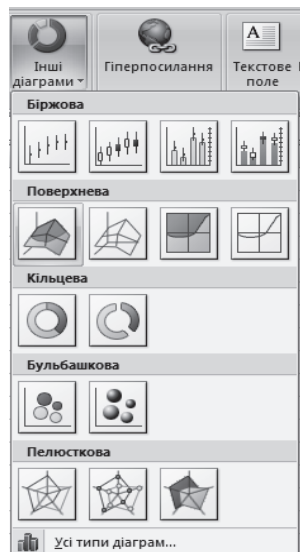 Інші
діаграми
Гіперпосилання
Текстове
поле
Біржова
Поверхнева
Кільцева
Бульбашкова
Пелюсткова
Усі типи діаграм...